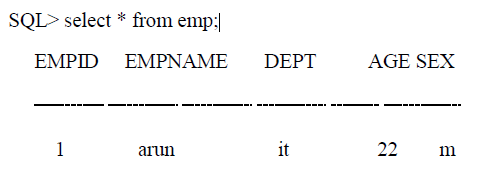 SQL> select * from emp;
EMPID EMPNAME DEPT AGE SEX
---------- ---------- ---------- ---------- ----------
1 arun it 22 m